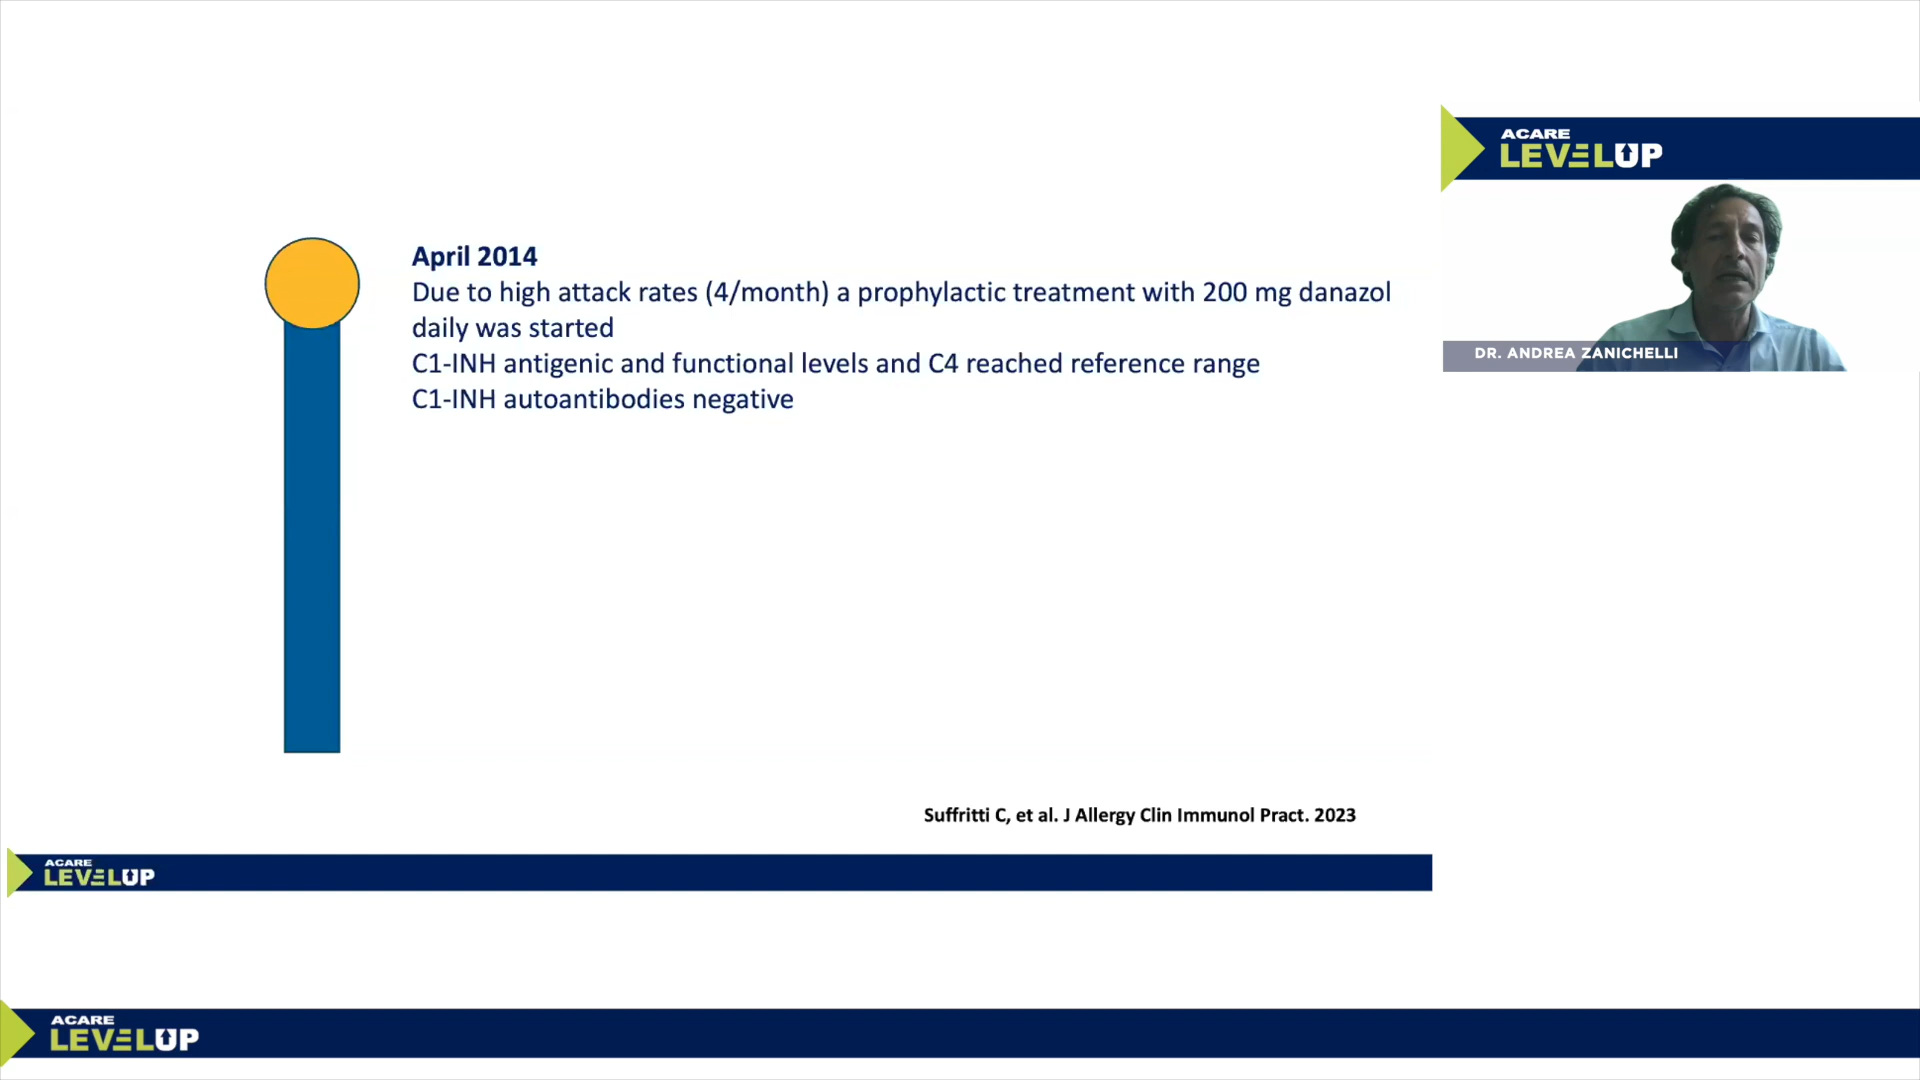 ACARE
LEVELUP
DR. ANDREA ZANICHELLI
April 2014
Due to high attack rates (4/month) a prophylactic treatment with 200 mg danazol
daily was started
C1-INH antigenic and functional levels and C4 reached reference range
C1-INH autoantibodies negative
Suffritti C, et al. J Allergy Clin Immunol Pract. 2023
ACARE
LEVELUP
ACARE
LEVELUP